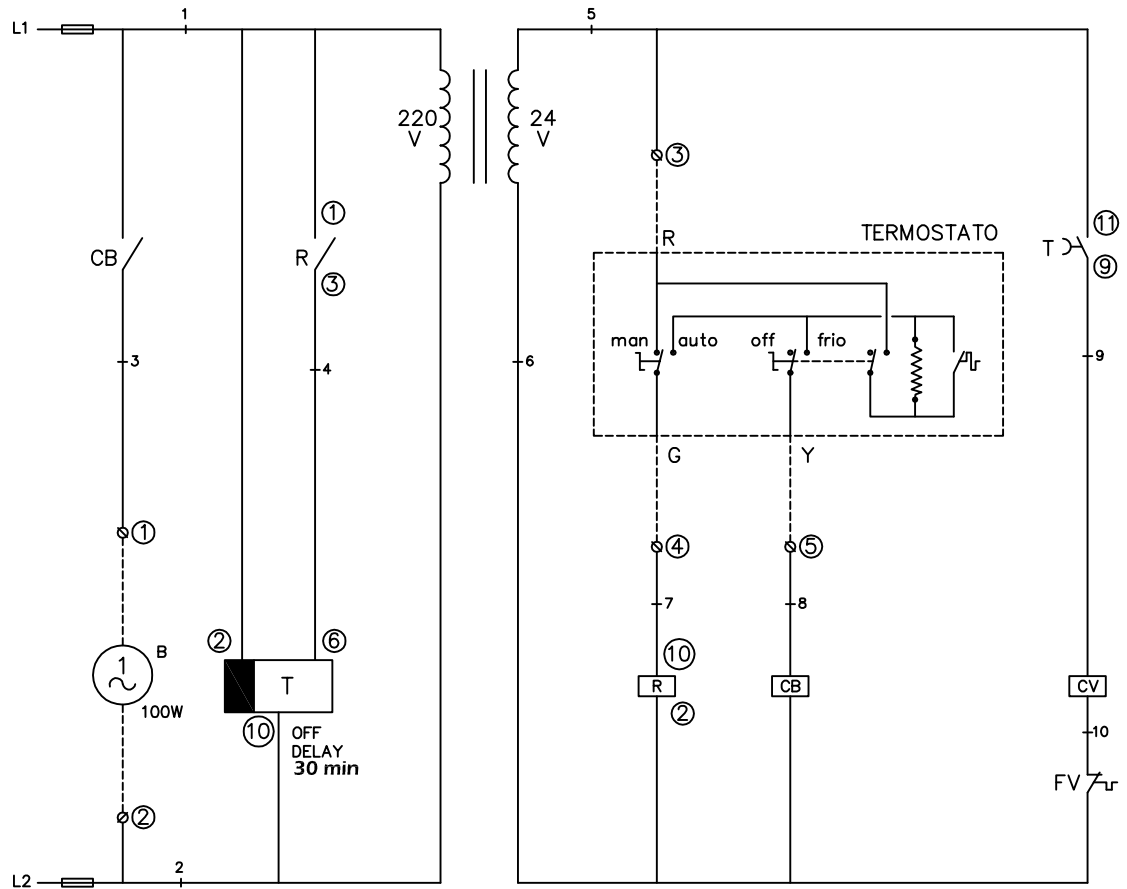 L1
1
5
220
V
24
V
3
1
11
TERMOSTATO
R
CB
R
T
3
9
man
auto
off
frio
3
4
6
9
G
Y
1
4
5
7
8
2
6
B
10
1
T
R
CB
CV
100W
2
10
OFF
DELAY
30 min
10
FV
2
2
L2